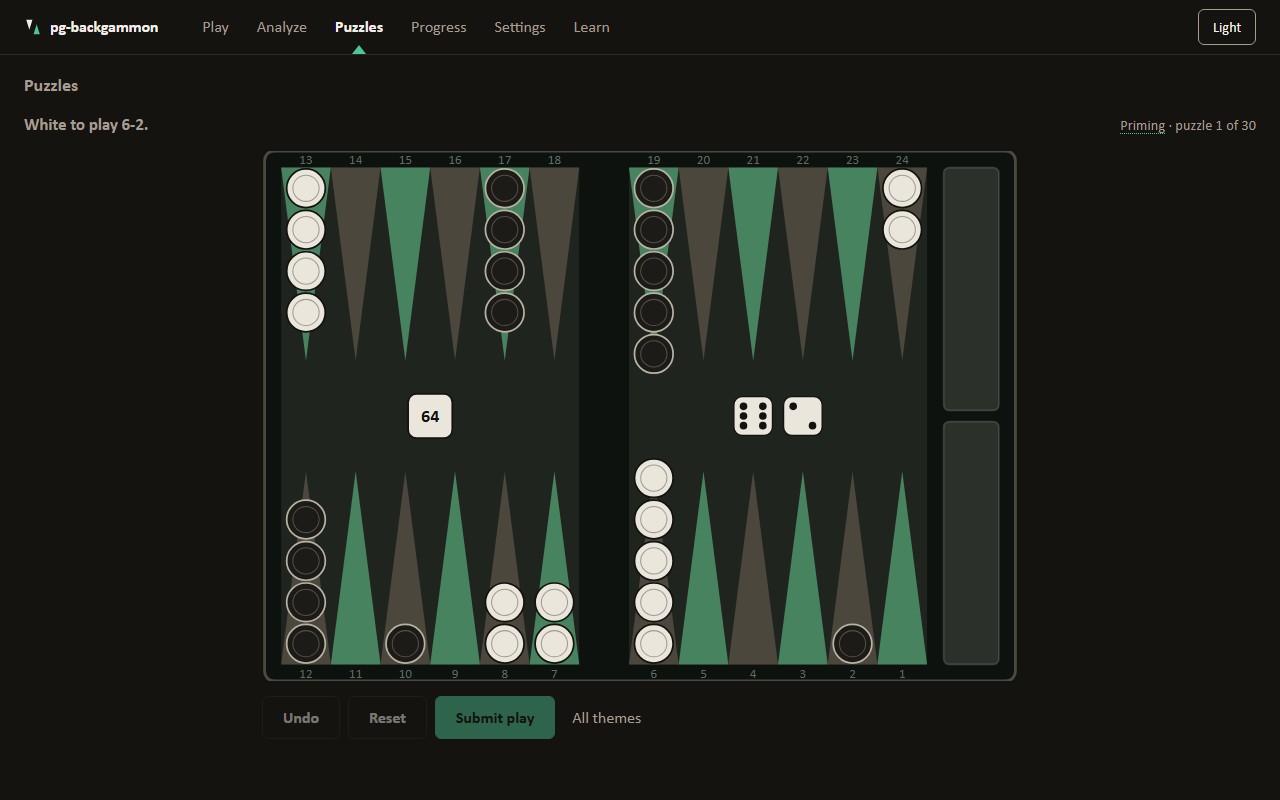 pg-backgammon Play Analyze Puzzles Progress Settings Learn Light
Puzzles
White to play 6-2. Priming · puzzle 1 of 30
13 14 15 16 17 18 19 20 21 22 23 24
64
12 11 10 9 8 7 6 5 4 3 2 1
Undo Reset Submit play All themes